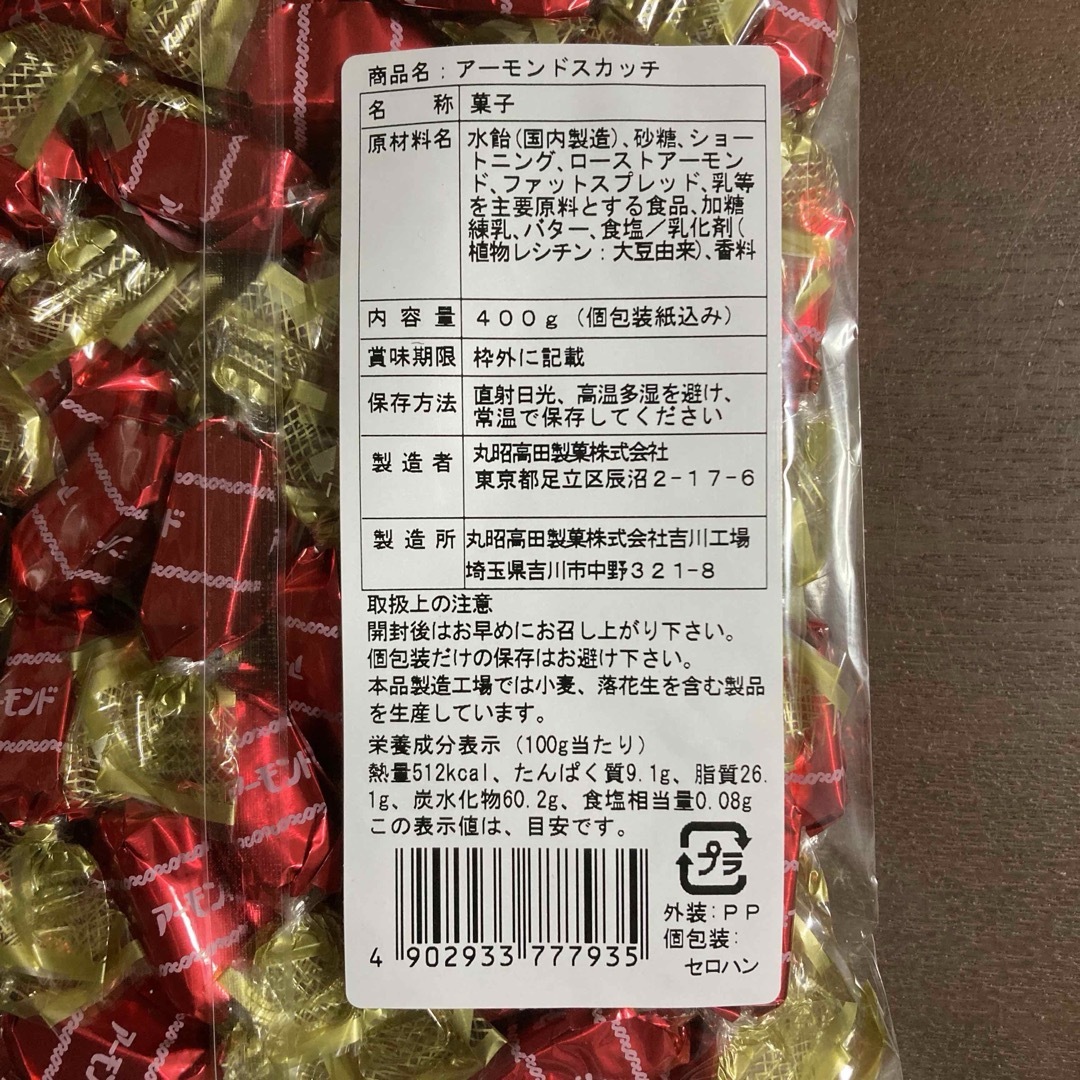 商品名：アーモンドスカッチ
名称 菓子
原材料名 水飴（国内製造）、砂糖、ショー
トニング、ローストアーモン
ド、ファットスプレッド、乳等
を主要原料とする食品、加糖
練乳、バター、食塩／乳化剤（
植物レシチン：大豆由来）、香料
内容量 ４００ｇ（個包装紙込み）
賞味期限 枠外に記載
保存方法 直射日光、高温多湿を避け、
常温で保存してください
製造者 丸昭高田製菓株式会社
東京都足立区辰沼２－１７－６
製造所 丸昭高田製菓株式会社吉川工場
埼玉県吉川市中野３２１－８
取扱上の注意
開封後はお早めにお召し上がり下さい。
個包装だけの保存はお避け下さい。
本品製造工場では小麦、落花生を含む製品
を生産しています。
栄養成分表示（100g当たり）
熱量512kcal、たんぱく質9.1g、脂質26.
1g、炭水化物60.2g、食塩相当量0.08g
この表示値は、目安です。
プラ
外装：ＰＰ
個包装：
セロハン
4 902933 777935
ド
モンド
アーモンド
アーモンド
アーモンド